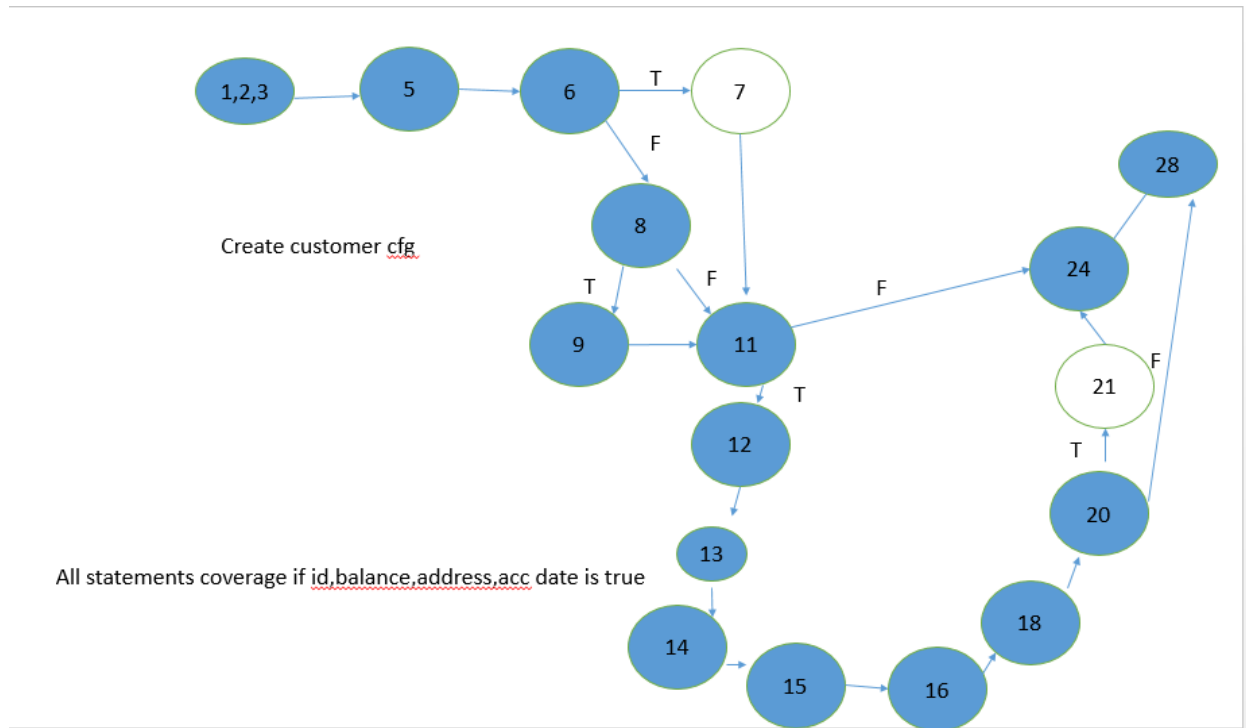 1,2,3
5
6
T
7
F
28
8
Create customer cfg
24
T
F
F
9
11
21
F
T
12
T
20
13
All statements coverage if id,balance,address,acc date is true
18
14
15
16